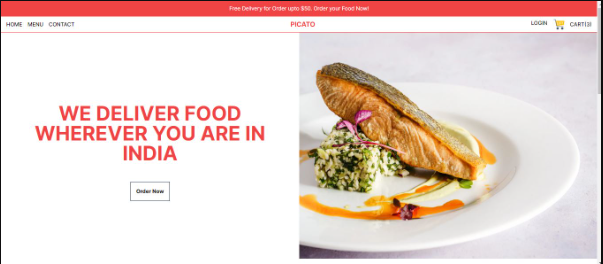 Free Delivery for Order upto $50. Order your Food Now!
HOME MENU CONTACT PICATO LOGIN CART(3)
WE DELIVER FOOD
WHEREVER YOU ARE IN
INDIA
Order Now